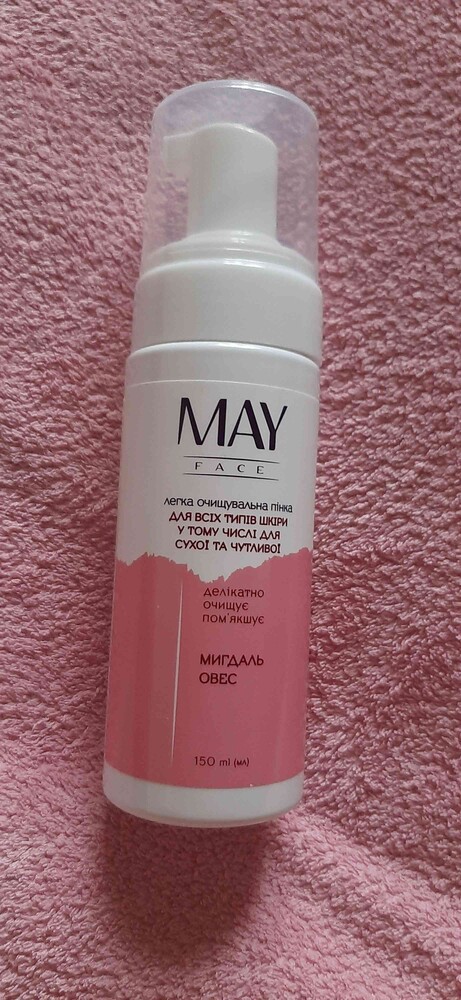 MAY
FACE
легка очищувальна пінка
для всіх типів шкіри
у тому числі для
сухої та чутливої
делікатно
очищує
пом'якшує
МИГДАЛЬ
ОВЕС
150 ml (мл)